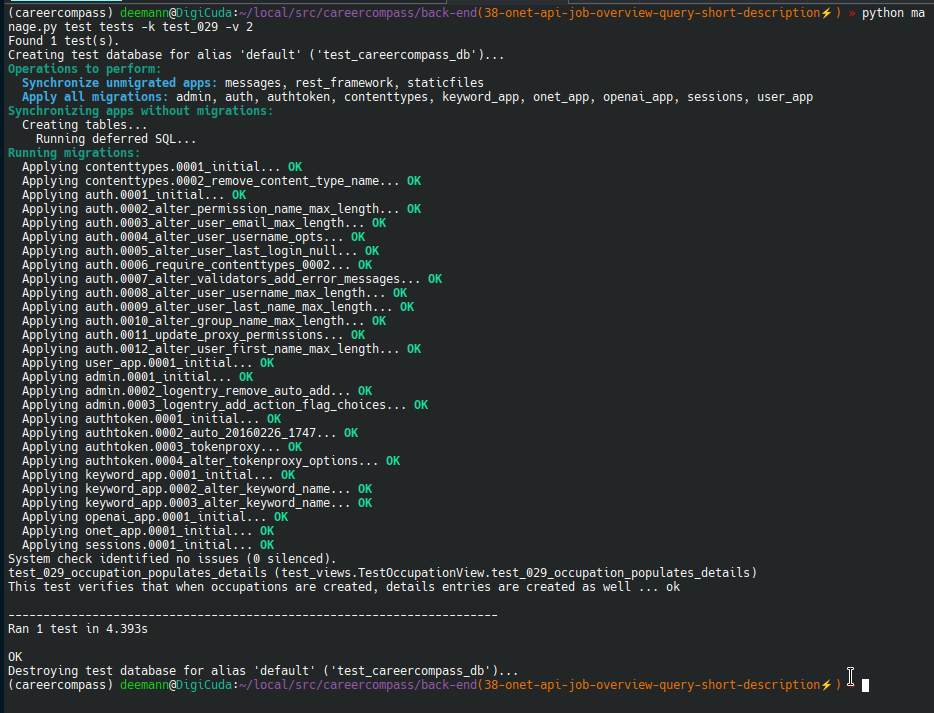 (careercompass) deemann@DigiCuda:~/local/src/careercompass/back-end(38-onet-api-job-overview-query-short-description⚡) » python ma
nage.py test tests -k test_029 -v 2
Found 1 test(s).
Creating test database for alias 'default' ('test_careercompass_db')...
Operations to perform:
  Synchronize unmigrated apps: messages, rest_framework, staticfiles
  Apply all migrations: admin, auth, authtoken, contenttypes, keyword_app, onet_app, openai_app, sessions, user_app
Synchronizing apps without migrations:
  Creating tables...
    Running deferred SQL...
Running migrations:
  Applying contenttypes.0001_initial... OK
  Applying contenttypes.0002_remove_content_type_name... OK
  Applying auth.0001_initial... OK
  Applying auth.0002_alter_permission_name_max_length... OK
  Applying auth.0003_alter_user_email_max_length... OK
  Applying auth.0004_alter_user_username_opts... OK
  Applying auth.0005_alter_user_last_login_null... OK
  Applying auth.0006_require_contenttypes_0002... OK
  Applying auth.0007_alter_validators_add_error_messages... OK
  Applying auth.0008_alter_user_username_max_length... OK
  Applying auth.0009_alter_user_last_name_max_length... OK
  Applying auth.0010_alter_group_name_max_length... OK
  Applying auth.0011_update_proxy_permissions... OK
  Applying auth.0012_alter_user_first_name_max_length... OK
  Applying user_app.0001_initial... OK
  Applying admin.0001_initial... OK
  Applying admin.0002_logentry_remove_auto_add... OK
  Applying admin.0003_logentry_add_action_flag_choices... OK
  Applying authtoken.0001_initial... OK
  Applying authtoken.0002_auto_20160226_1747... OK
  Applying authtoken.0003_tokenproxy... OK
  Applying authtoken.0004_alter_tokenproxy_options... OK
  Applying keyword_app.0001_initial... OK
  Applying keyword_app.0002_alter_keyword_name... OK
  Applying keyword_app.0003_alter_keyword_name... OK
  Applying openai_app.0001_initial... OK
  Applying onet_app.0001_initial... OK
  Applying sessions.0001_initial... OK
System check identified no issues (0 silenced).
test_029_occupation_populates_details (test_views.TestOccupationView.test_029_occupation_populates_details)
This test verifies that when occupations are created, details entries are created as well ... ok

----------------------------------------------------------------------
Ran 1 test in 4.393s

OK
Destroying test database for alias 'default' ('test_careercompass_db')...
(careercompass) deemann@DigiCuda:~/local/src/careercompass/back-end(38-onet-api-job-overview-query-short-description⚡) »